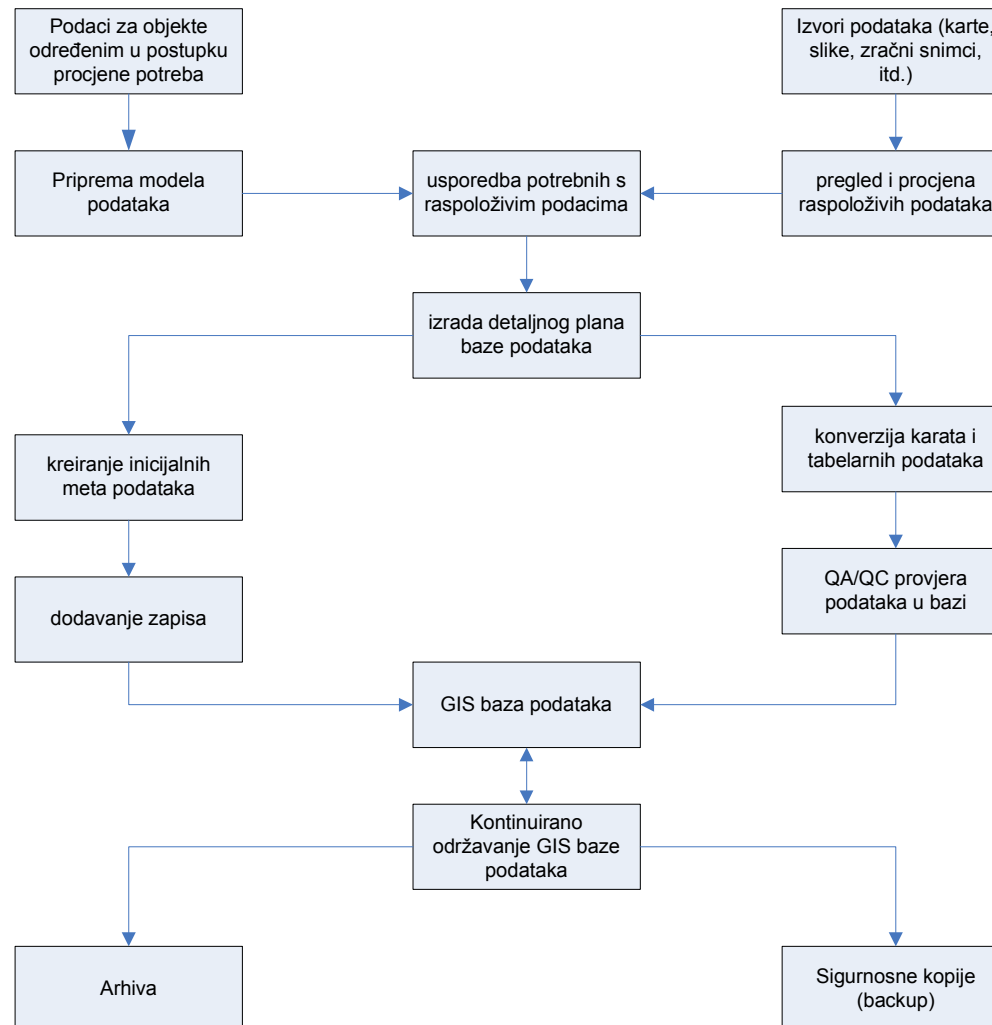 Podaci za objekte
određenim u postupku
procjene potreba
Izvori podataka (karte,
slike, zračni snimci,
itd.)
Priprema modela
podataka
usporedba potrebnih s
raspoloživim podacima
pregled i procjena
raspoloživih podataka
izrada detaljnog plana
baze podataka
kreiranje inicijalnih
meta podataka
konverzija karata i
tabelarnih podataka
dodavanje zapisa
QA/QC provjera
podataka u bazi
GIS baza podataka
Kontinuirano
održavanje GIS baze
podataka
Arhiva
Sigurnosne kopije
(backup)